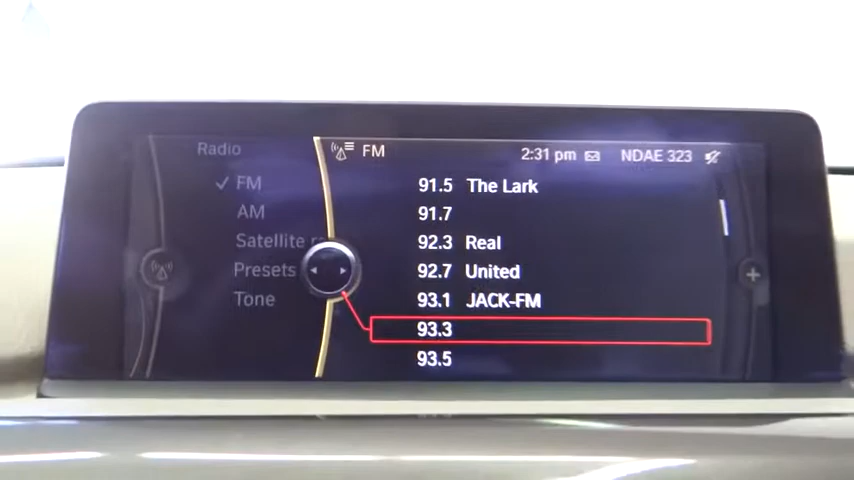 Radio
FM
2:31 pm
NDAE 323
✓ FM
AM
Satellite
Presets
Tone
91.5 The Lark
91.7
92.3 Real
92.7 United
93.1 JACK-FM
93.3
93.5